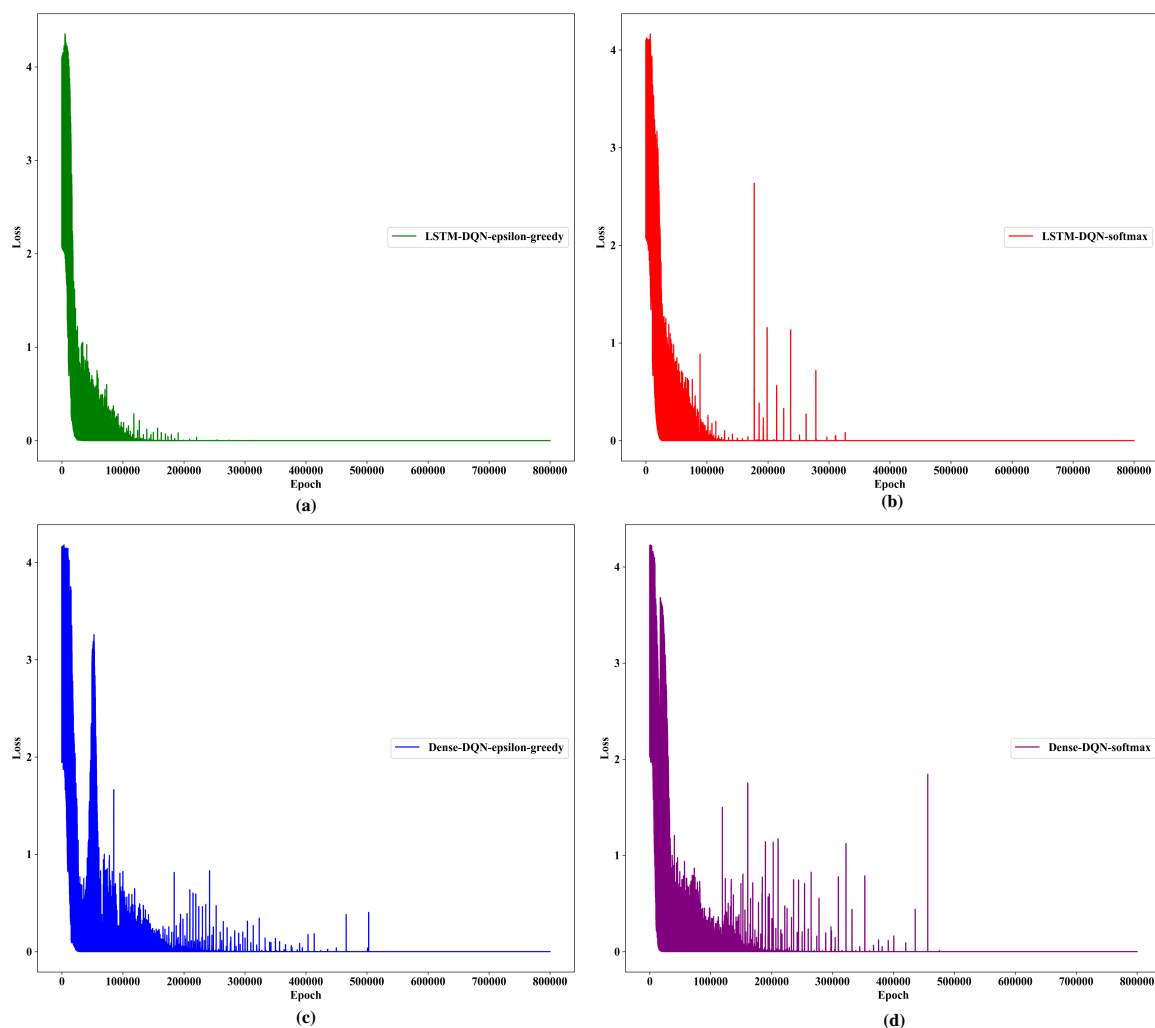 4
3
2
1
0
Loss
LSTM-DQN-epsilon-greedy
0 100000 200000 300000 400000 500000 600000 700000 800000
Epoch
(a)
4
3
2
1
0
Loss
LSTM-DQN-softmax
0 100000 200000 300000 400000 500000 600000 700000 800000
Epoch
(b)
4
3
2
1
0
Loss
Dense-DQN-epsilon-greedy
0 100000 200000 300000 400000 500000 600000 700000 800000
Epoch
(c)
4
3
2
1
0
Loss
Dense-DQN-softmax
0 100000 200000 300000 400000 500000 600000 700000 800000
Epoch
(d)